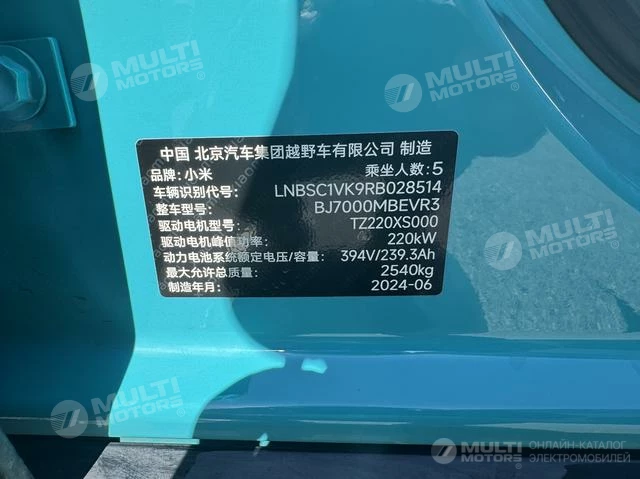 MULTI
MOTORS®
MULTI
MOTORS®
中国 北京汽车集团越野车有限公司 制造
品牌：小米 乘坐人数：5
车辆识别代号： LNBSC1VK9RB028514
整车型号： BJ7000MBEVR3
驱动电机型号： TZ220XS000
驱动电机峰值功率： 220kW
动力电池系统额定电压/容量： 394V/239.3Ah
最大允许总质量： 2540kg
制造年月： 2024-06
MULTI
MOTORS®
MULTI
MOTORS®
MULTI
MOTORS®
ОНЛАЙН-КАТАЛОГ
ЭЛЕКТРОМОБИЛЕЙ